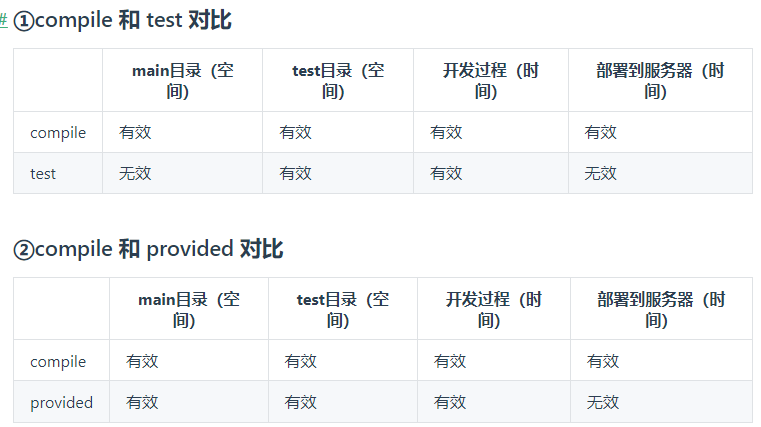 # ①compile 和 test 对比
main目录（空间） test目录（空间） 开发过程（时间） 部署到服务器（时间）
compile 有效 有效 有效 有效
test 无效 有效 有效 无效
②compile 和 provided 对比
main目录（空间） test目录（空间） 开发过程（时间） 部署到服务器（时间）
compile 有效 有效 有效 有效
provided 有效 有效 有效 无效